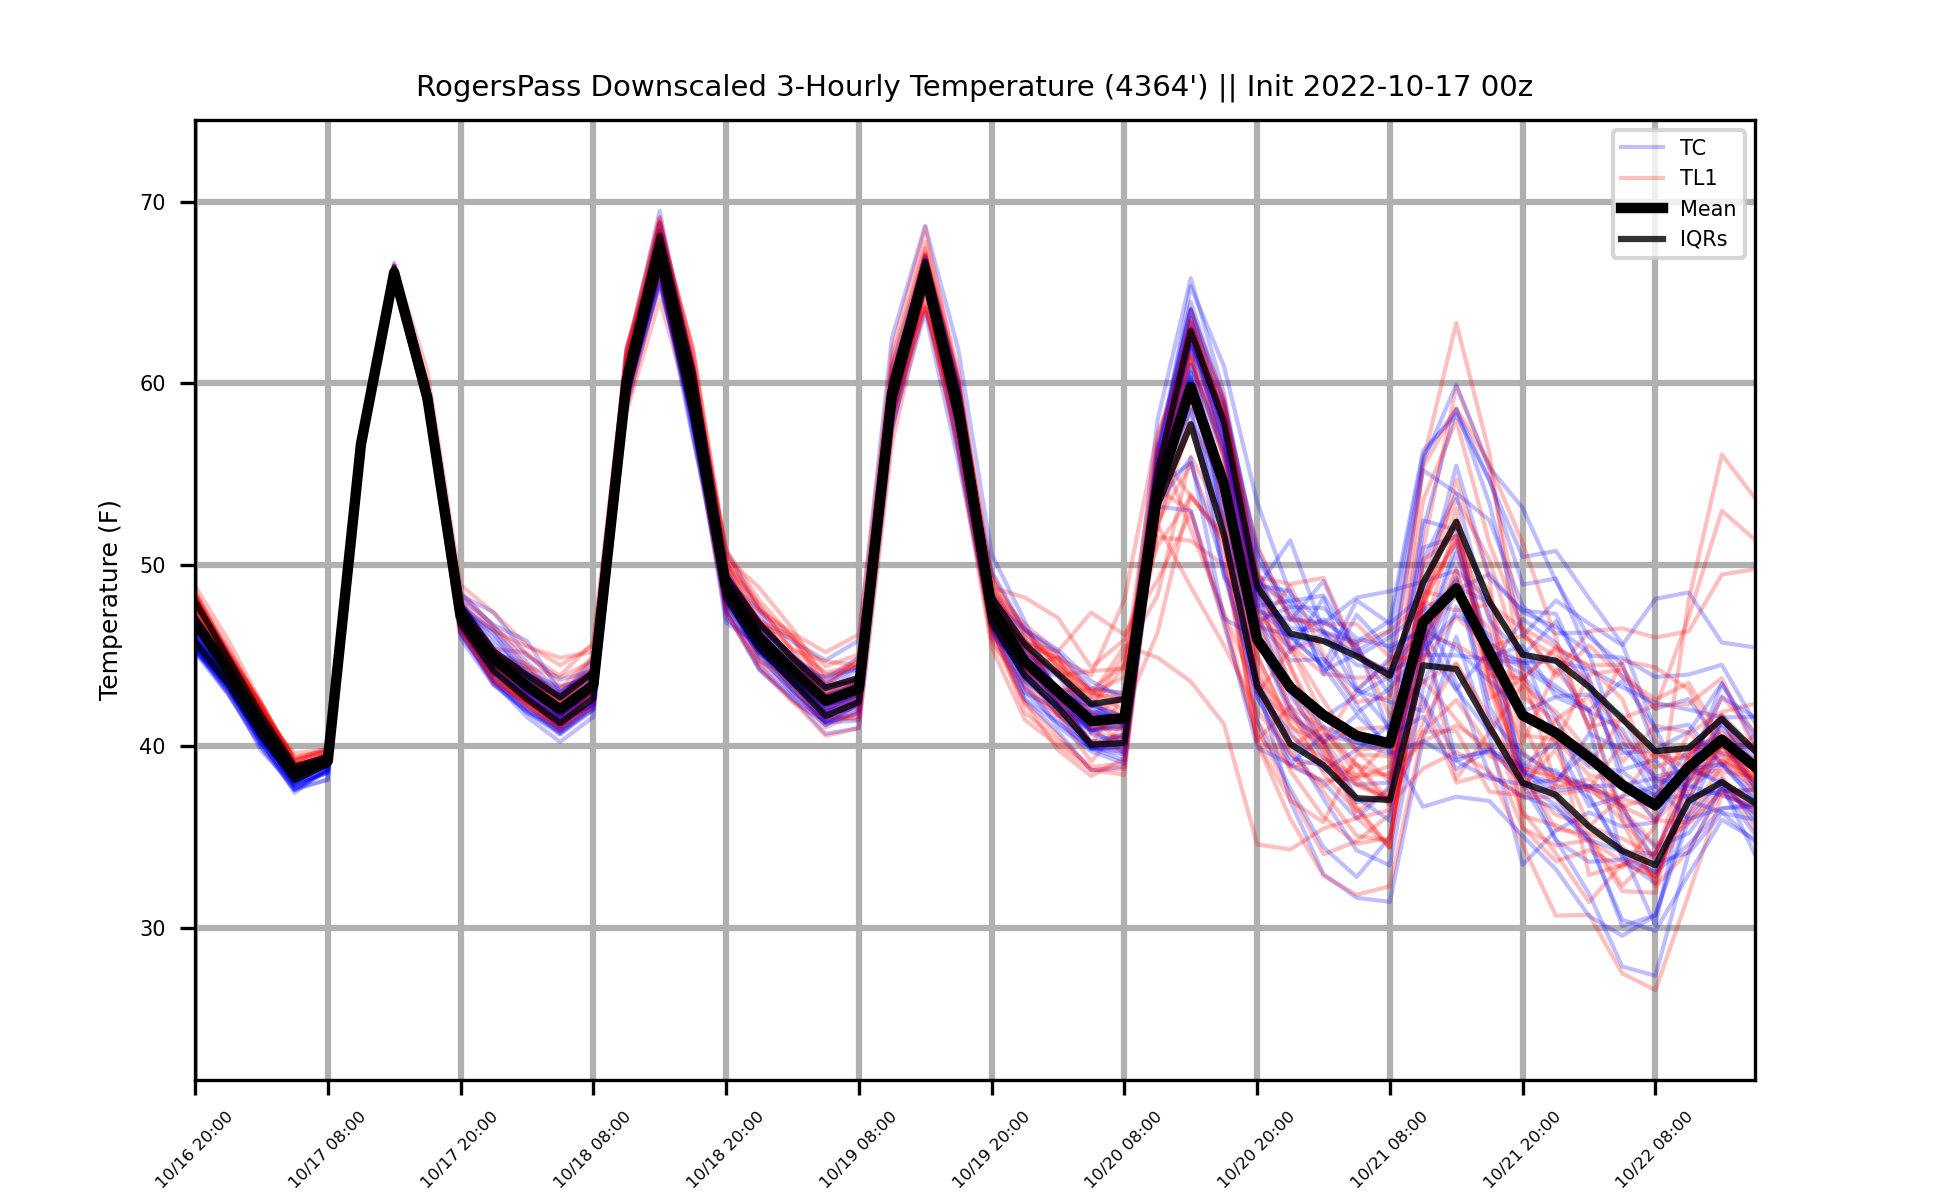 RogersPass Downscaled 3-Hourly Temperature (4364') || Init 2022-10-17 00z
TC
TL1
Mean
IQRs
Temperature (F)
70
60
50
40
30
10/16 20:00
10/17 08:00
10/17 20:00
10/18 08:00
10/18 20:00
10/19 08:00
10/19 20:00
10/20 08:00
10/20 20:00
10/21 08:00
10/21 20:00
10/22 08:00